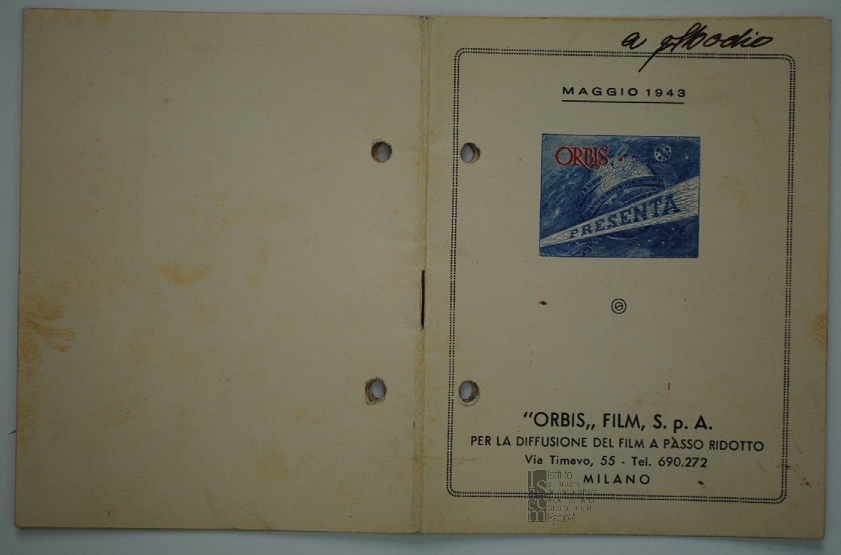 a
MAGGIO 1943
ORBIS
PRESENTA
"ORBIS„ FILM, S. p. A.
PER LA DIFFUSIONE DEL FILM A PASSO RIDOTTO
Via Timavo, 55 - Tel. 690.272
MILANO
Istituto